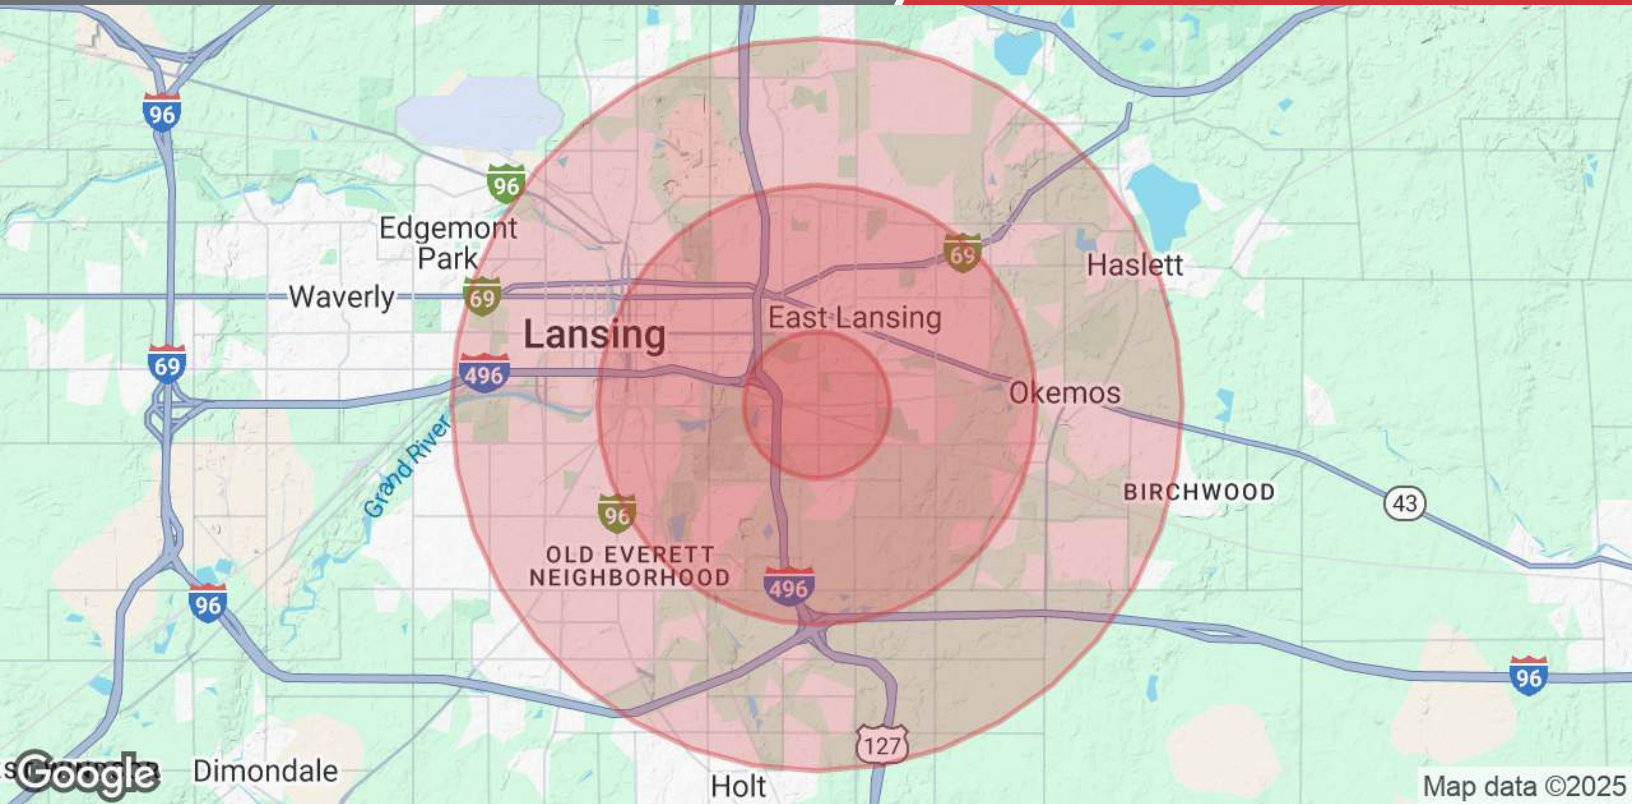 96
96
Edgemont
Park
69
Haslett
Waverly
69
East Lansing
Lansing
69
496
Okemos
Grand River
BIRCHWOOD
43
96
OLD EVERETT
NEIGHBORHOOD
496
96
96
127
Google
Dimondale
Holt
Map data ©2025